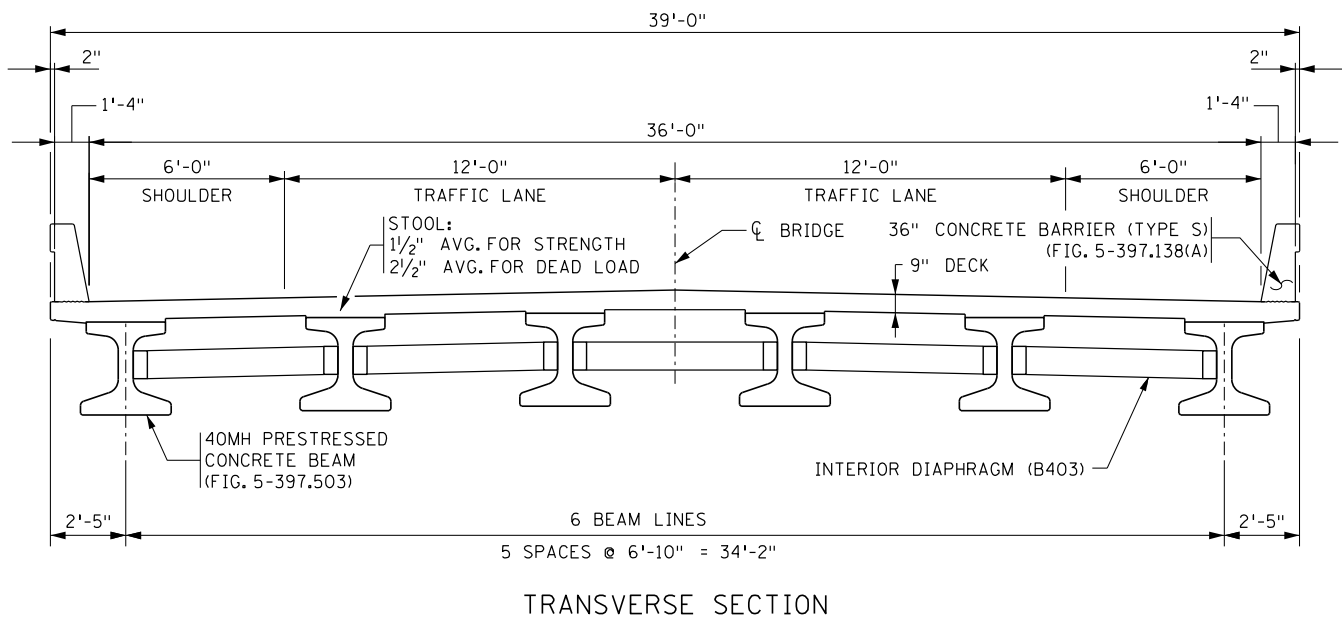 39'-0"
2"
2"
1'-4"
1'-4"
36'-0"
6'-0"
12'-0"
12'-0"
6'-0"
SHOULDER
TRAFFIC LANE
TRAFFIC LANE
SHOULDER
STOOL:
1½" AVG. FOR STRENGTH
2½" AVG. FOR DEAD LOAD
℄ BRIDGE
36" CONCRETE BARRIER (TYPE S)
(FIG. 5-397.138(A)
9" DECK
40MH PRESTRESSED
CONCRETE BEAM
(FIG. 5-397.503)
INTERIOR DIAPHRAGM (B403)
2'-5"
6 BEAM LINES
2'-5"
5 SPACES @ 6'-10" = 34'-2"
TRANSVERSE SECTION